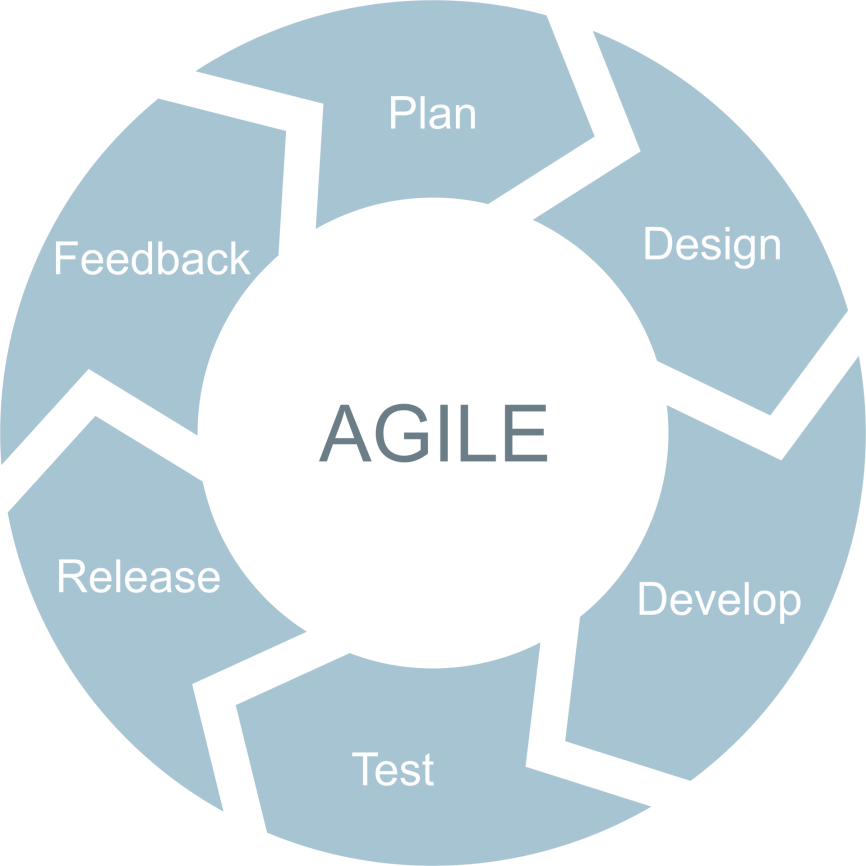 Plan
Design
Develop
Test
Release
Feedback
AGILE